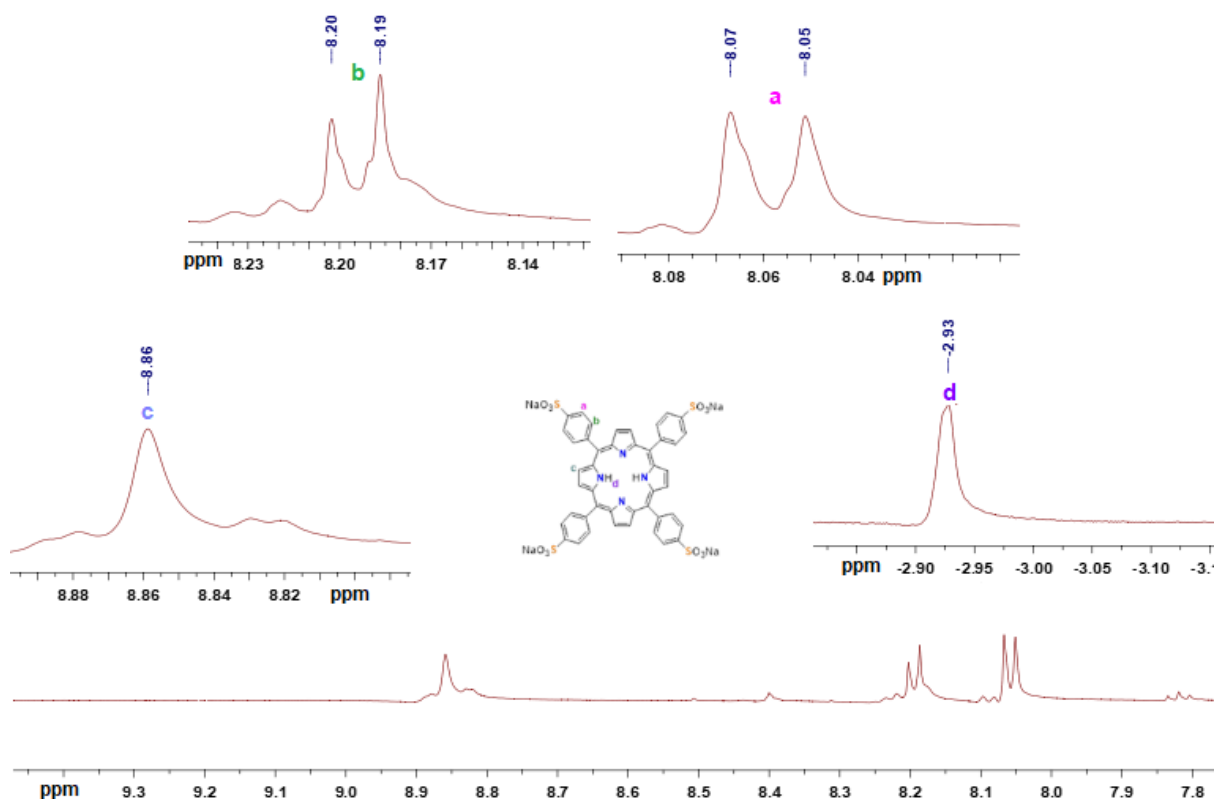 8.20 8.19
b
ppm 8.23 8.20 8.17 8.14
8.07 8.05
a
8.08 8.06 8.04 ppm
8.86
c
8.88 8.86 8.84 8.82 ppm
NaO3S a SO3Na
b
N
c
NH HN
d
N
NaO3S SO3Na
-2.93
d
ppm -2.90 -2.95 -3.00 -3.05 -3.10
ppm 9.3 9.2 9.1 9.0 8.9 8.8 8.7 8.6 8.5 8.4 8.3 8.2 8.1 8.0 7.9 7.8